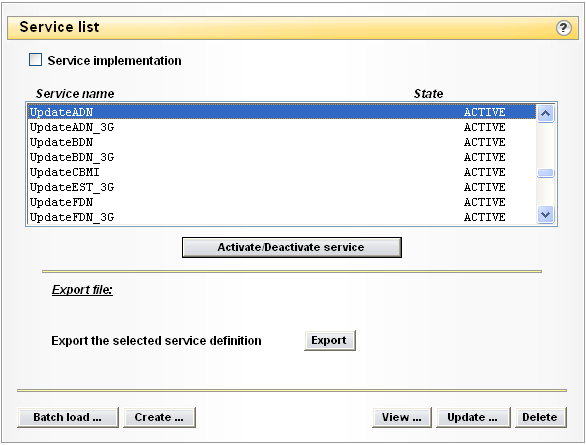 Service list ?
Service implementation
Service name State
UpdateADN ACTIVE
UpdateADN_3G ACTIVE
UpdateBDN ACTIVE
UpdateBDN_3G ACTIVE
UpdateCBMI ACTIVE
UpdateEST_3G ACTIVE
UpdateFDN ACTIVE
UpdateFDN_3G ACTIVE
Activate/Deactivate service
Export file:
Export the selected service definition Export
Batch load ... Create ... View ... Update ... Delete